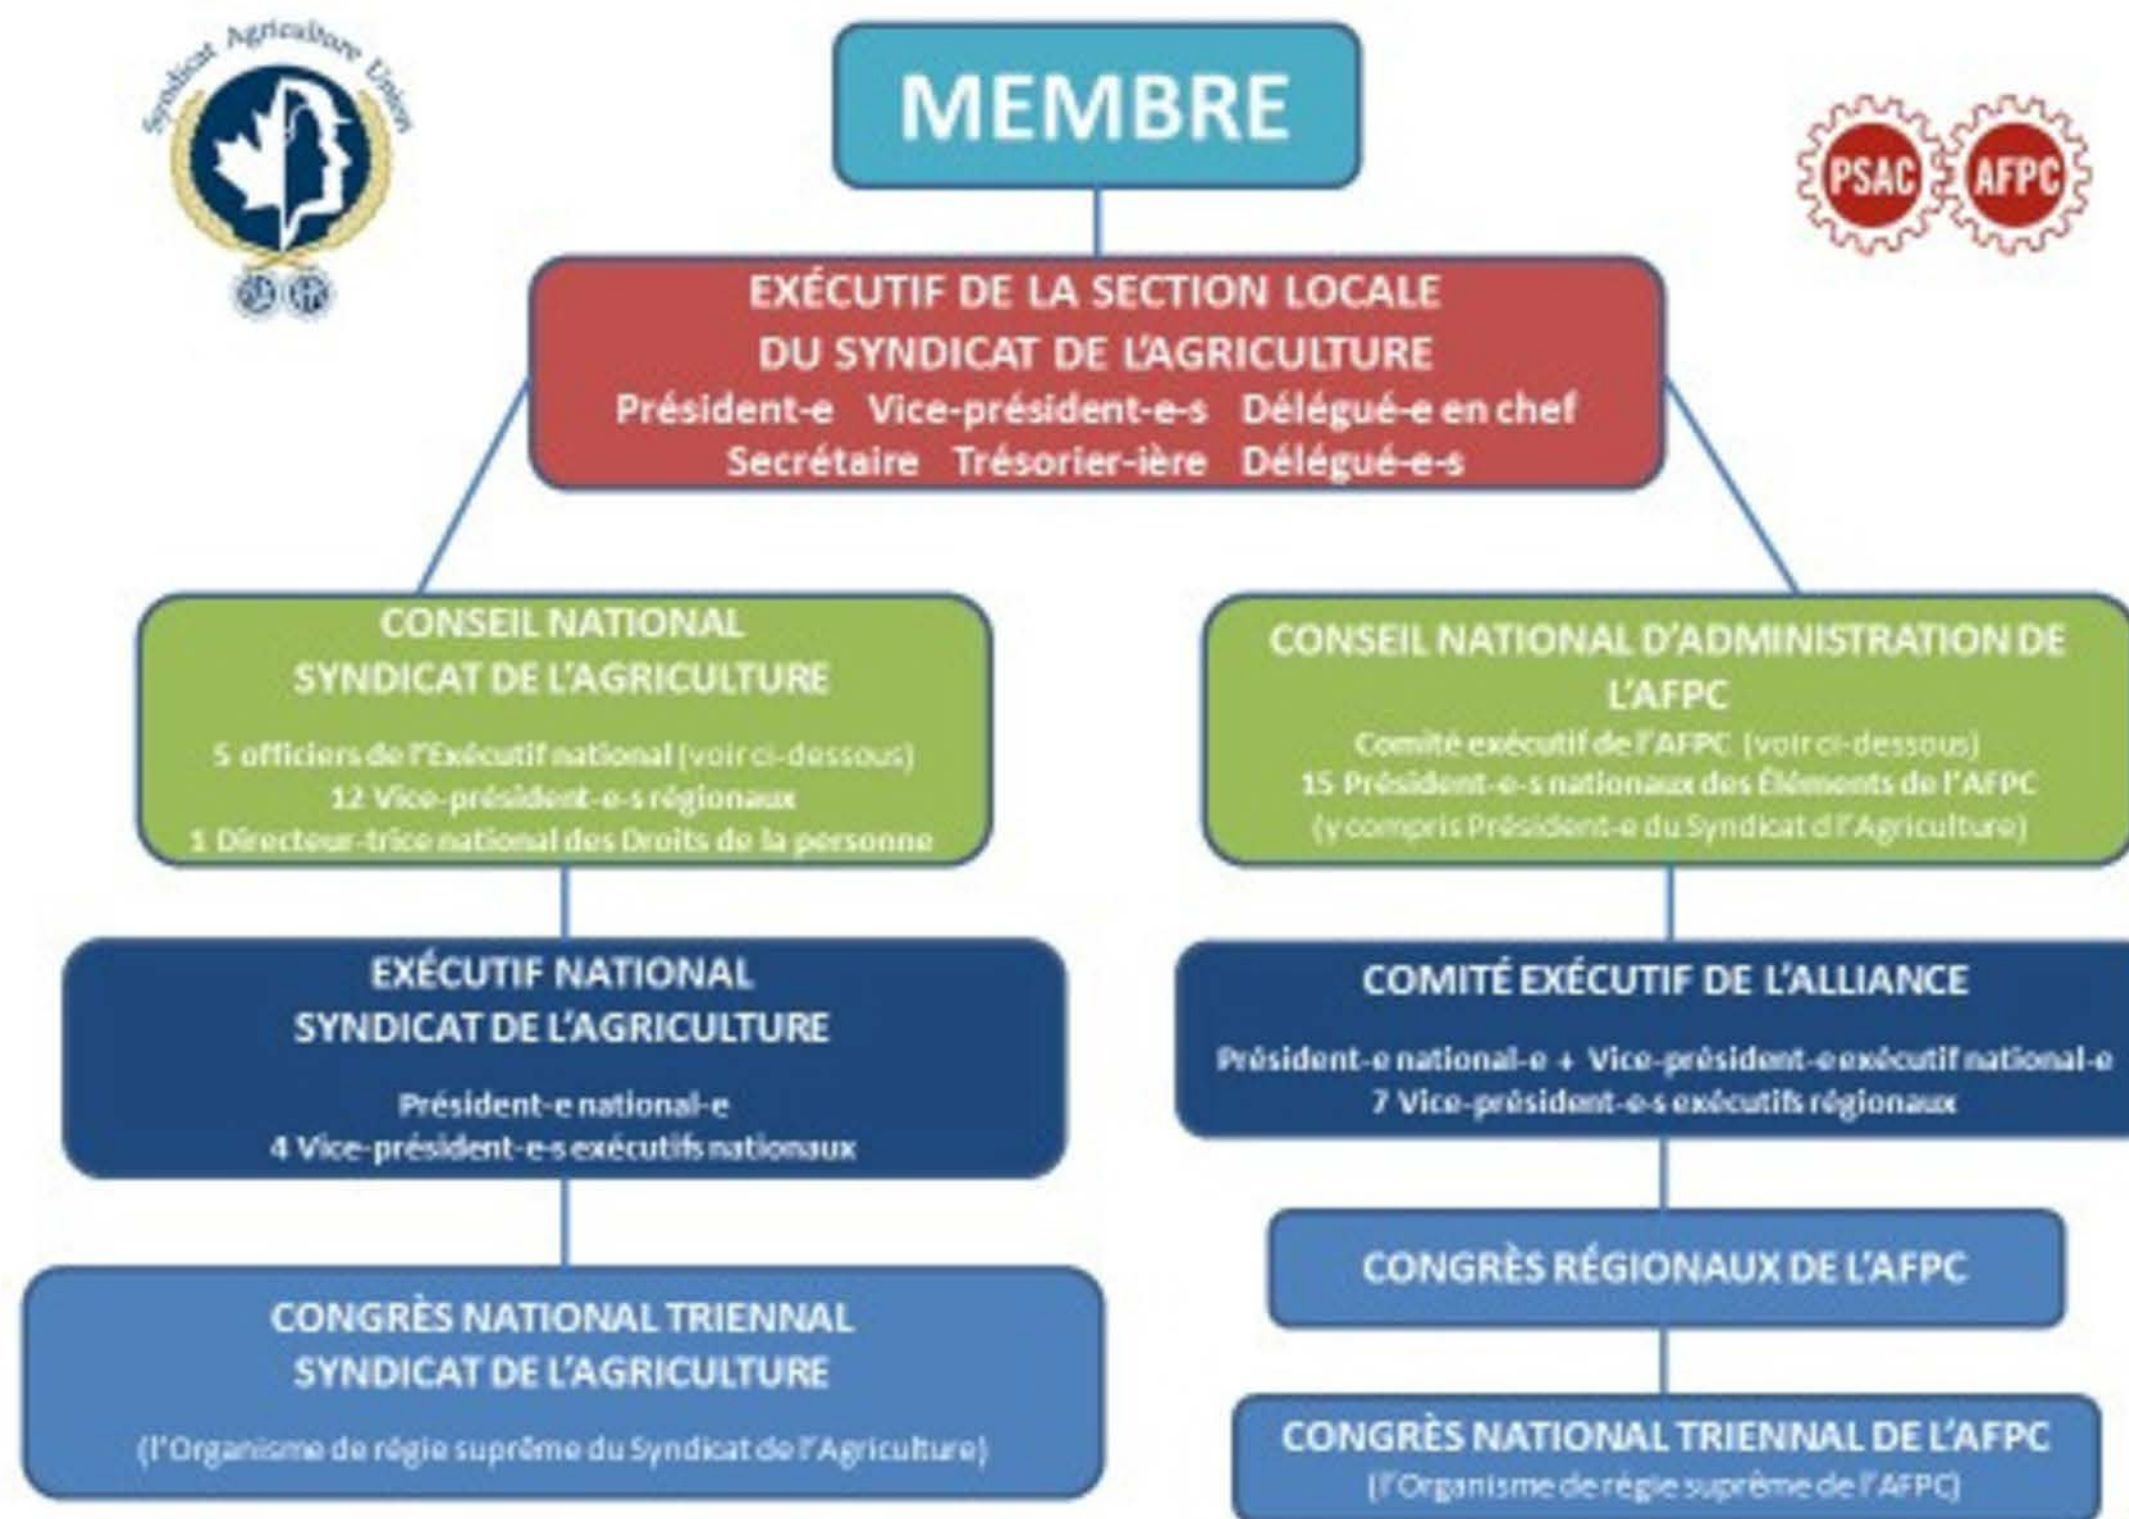 Syndicat Agriculture Union
MEMBRE
PSAC AFPC
EXÉCUTIF DE LA SECTION LOCALE
DU SYNDICAT DE L'AGRICULTURE
Président-e Vice-président-e-s Délégué-e en chef
Secrétaire Trésorier-ière Délégué-e-s
CONSEIL NATIONAL
SYNDICAT DE L'AGRICULTURE
5 officiers de l'Exécutif national (voir ci-dessous)
12 Vice-président-e-s régionaux
1 Directeur-trice national des Droits de la personne
CONSEIL NATIONAL D'ADMINISTRATION DE
L'AFPC
Comité exécutif de l'AFPC (voir ci-dessous)
15 Président-e-s nationaux des Éléments de l'AFPC
(y compris Président-e du Syndicat d l'Agriculture)
EXÉCUTIF NATIONAL
SYNDICAT DE L'AGRICULTURE
Président-e national-e
4 Vice-président-e-s exécutifs nationaux
COMITÉ EXÉCUTIF DE L'ALLIANCE
Président-e national-e + Vice-président-e exécutif national-e
7 Vice-président-e-s exécutifs régionaux
CONGRÈS NATIONAL TRIENNAL
SYNDICAT DE L'AGRICULTURE
(l'Organisme de régie suprême du Syndicat de l'Agriculture)
CONGRÈS RÉGIONAUX DE L'AFPC
CONGRÈS NATIONAL TRIENNAL DE L'AFPC
(l'Organisme de régie suprême de l'AFPC)